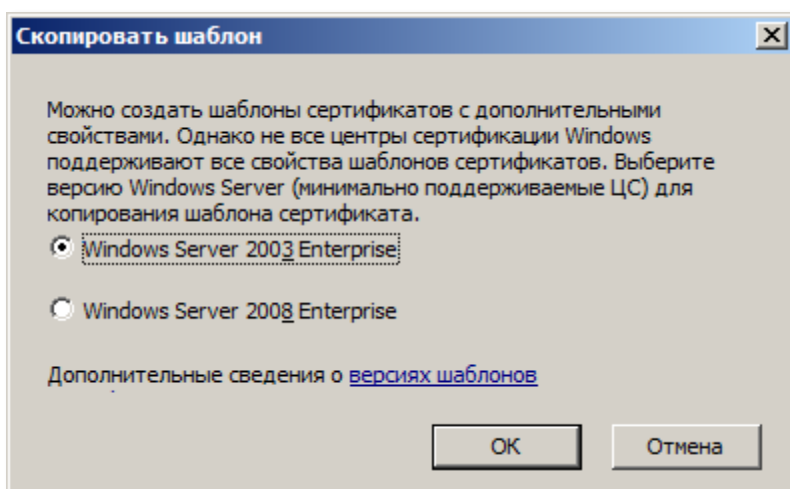 Скопировать шаблон
Можно создать шаблоны сертификатов с дополнительными
свойствами. Однако не все центры сертификации Windows
поддерживают все свойства шаблонов сертификатов. Выберите
версию Windows Server (минимально поддерживаемые ЦС) для
копирования шаблона сертификата.
Windows Server 2003 Enterprise
Windows Server 2008 Enterprise
Дополнительные сведения о версиях шаблонов
ОК
Отмена